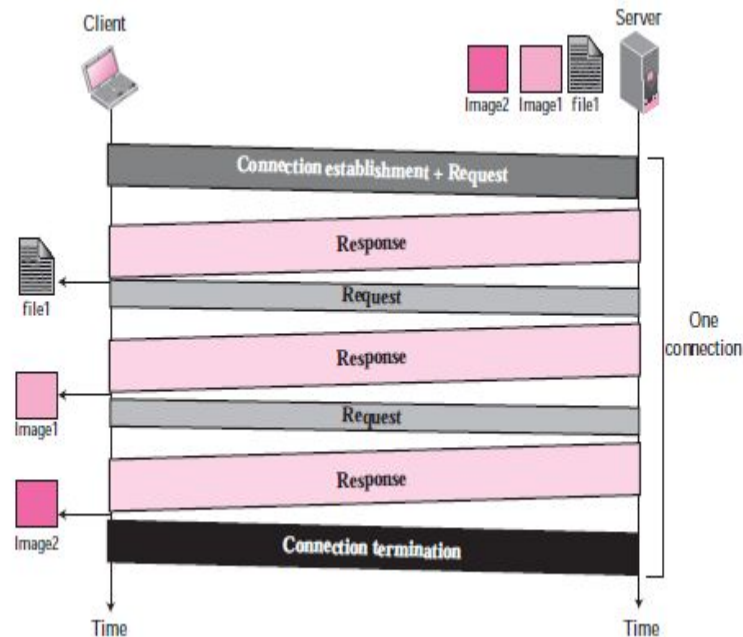 Client
Server
Image2
Image1
file1
Connection establishment + Request
Response
file1
Request
One
connection
Response
Image1
Request
Response
Image2
Connection termination
Time
Time